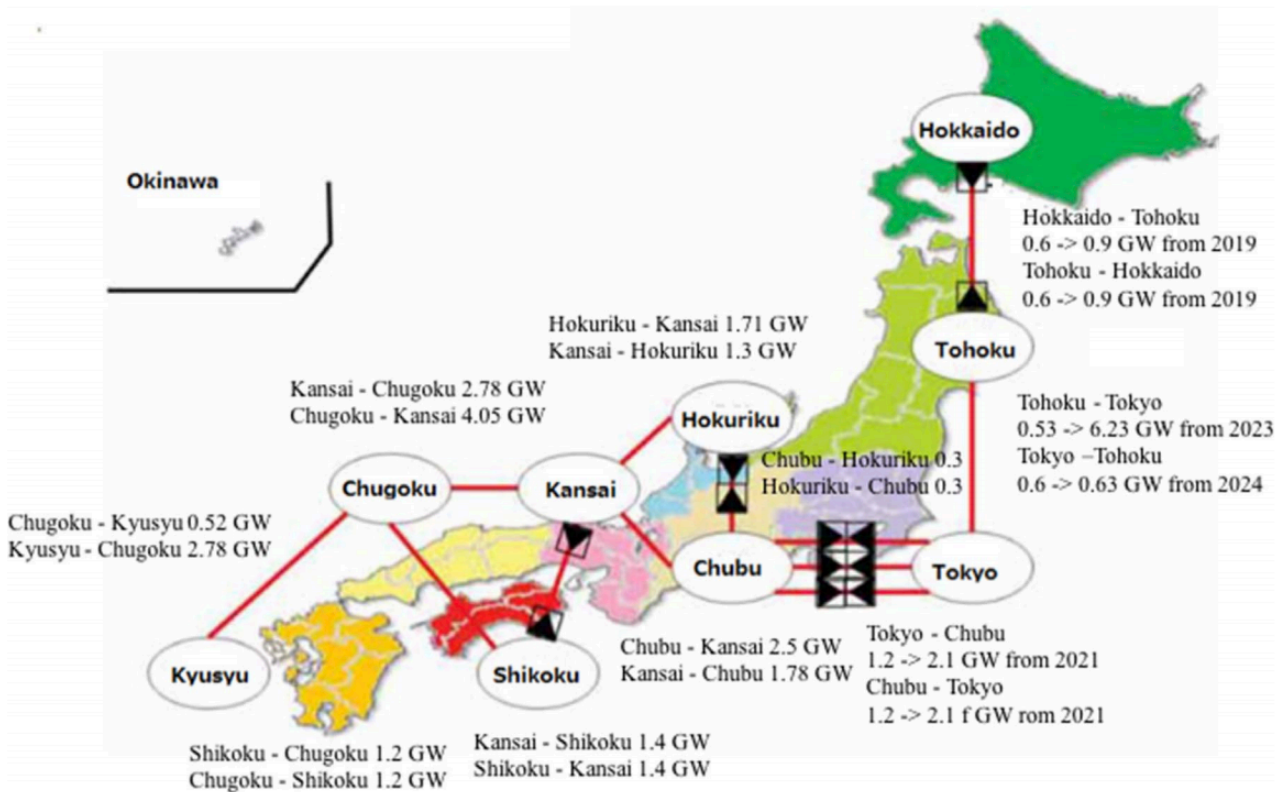 Hokkaido
Okinawa
Hokkaido - Tohoku
0.6 -> 0.9 GW from 2019
Tohoku - Hokkaido
0.6 -> 0.9 GW from 2019
Hokuriku - Kansai 1.71 GW
Kansai - Hokuriku 1.3 GW
Tohoku
Kansai - Chugoku 2.78 GW
Chugoku - Kansai 4.05 GW
Tohoku - Tokyo
0.53 -> 6.23 GW from 2023
Tokyo –Tohoku
0.6 -> 0.63 GW from 2024
Hokuriku
Chubu - Hokuriku 0.3
Hokuriku - Chubu 0.3
Chugoku
Kansai
Chugoku - Kyusyu 0.52 GW
Kyusyu - Chugoku 2.78 GW
Chubu
Tokyo
Kyusyu
Shikoku
Chubu - Kansai 2.5 GW
Kansai - Chubu 1.78 GW
Tokyo - Chubu
1.2 -> 2.1 GW from 2021
Chubu - Tokyo
1.2 -> 2.1 f GW rom 2021
Shikoku - Chugoku 1.2 GW
Chugoku - Shikoku 1.2 GW
Kansai - Shikoku 1.4 GW
Shikoku - Kansai 1.4 GW